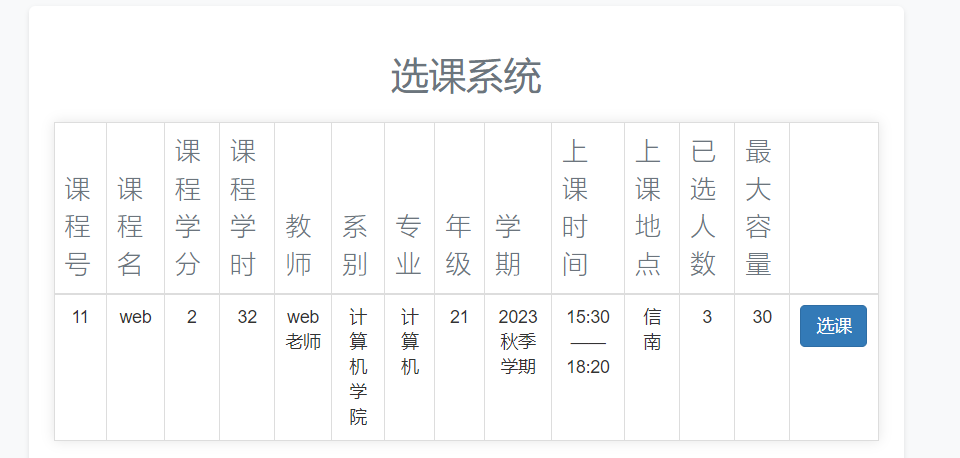 选课系统
课程号 课程名 课程学分 课程学时 教师 系别 专业 年级 学期 上课时间 上课地点 已选人数 最大容量
11 web 2 32 web老师 计算机学院 计算机 21 2023秋季学期 15:30——18:20 信南 3 30 选课